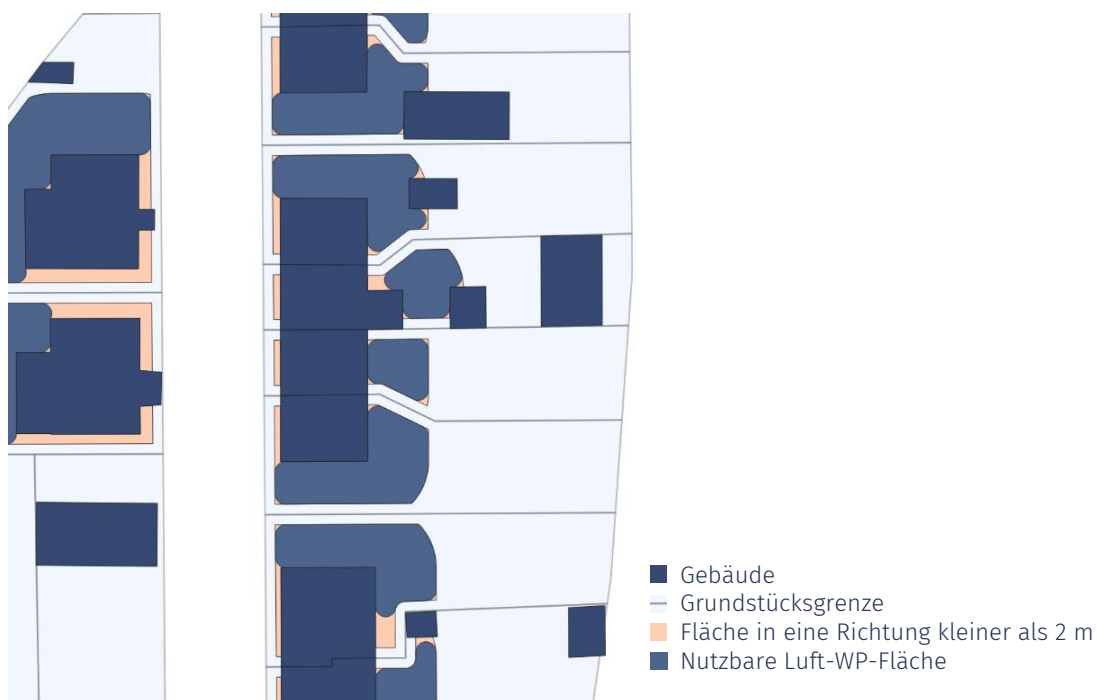 Gebäude
Grundstücksgrenze
Fläche in eine Richtung kleiner als 2 m
Nutzbare Luft-WP-Fläche